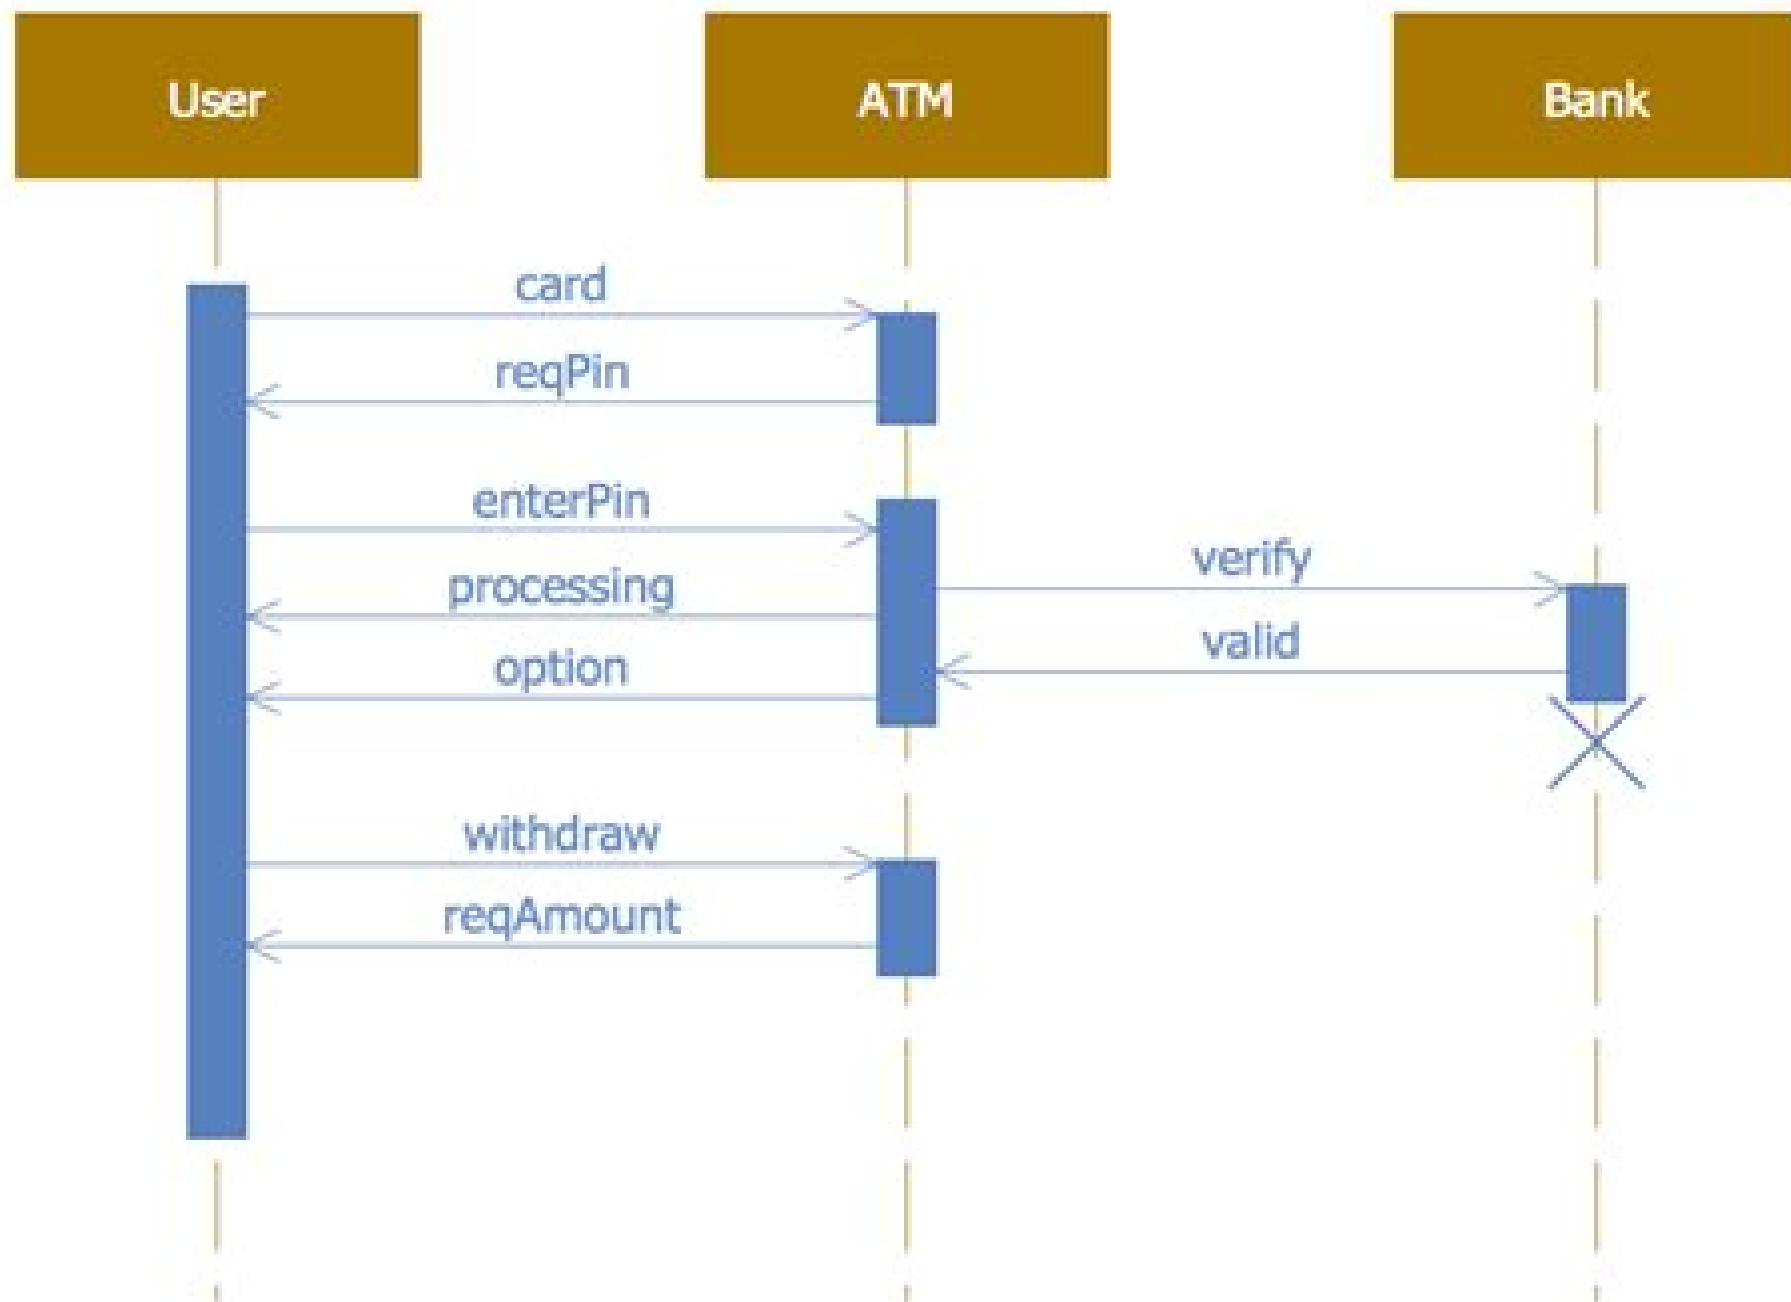 User
ATM
Bank
card
reqPin
enterPin
verify
processing
valid
option
withdraw
reqAmount